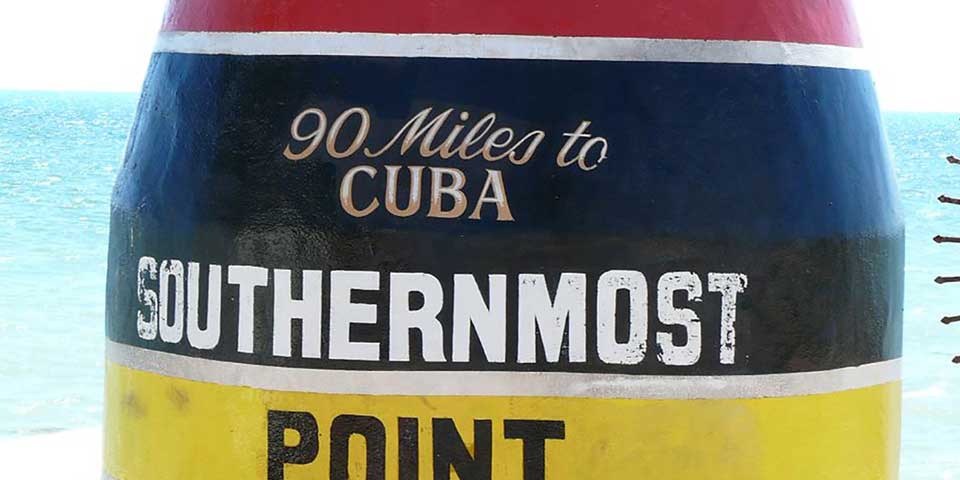 90 Miles to
CUBA
SOUTHERNMOST
POINT